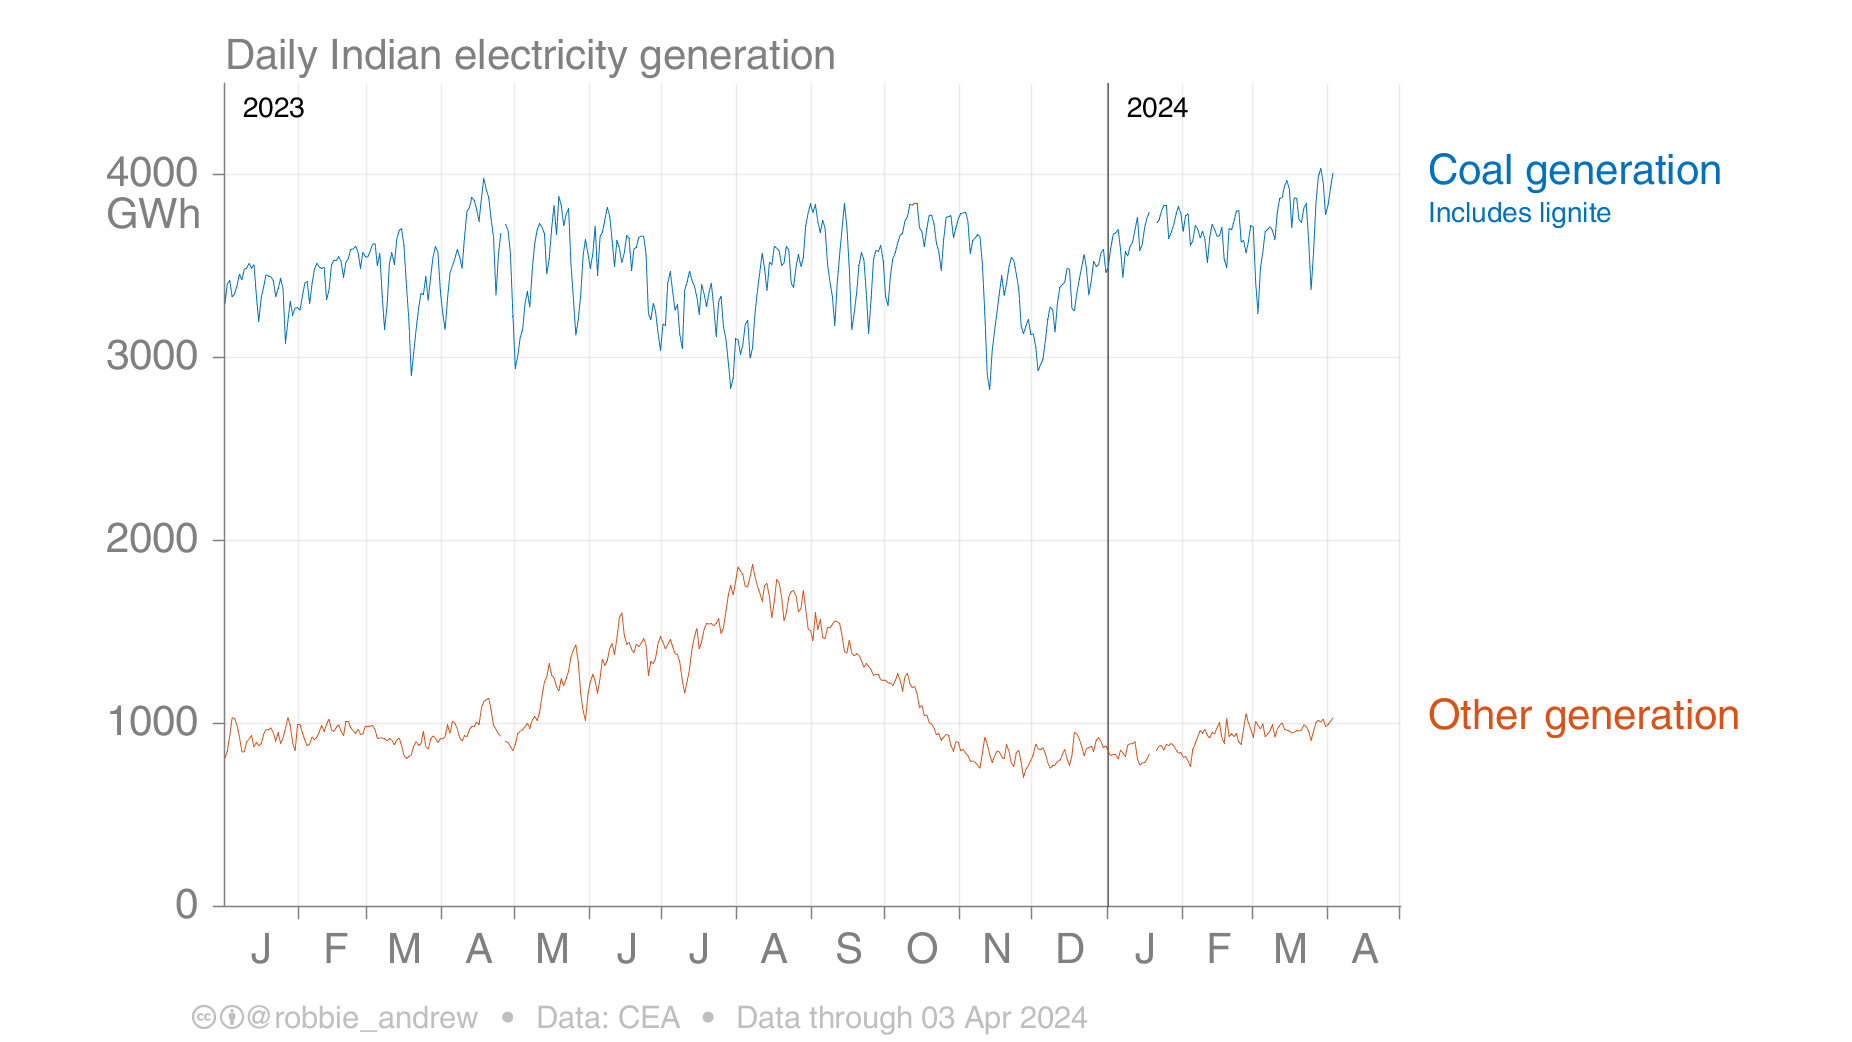 Daily Indian electricity generation
2023
2024
4000
GWh
3000
2000
1000
0
Coal generation
Includes lignite
Other generation
J F M A M J J A S O N D J F M A
@robbie_andrew • Data: CEA • Data through 03 Apr 2024